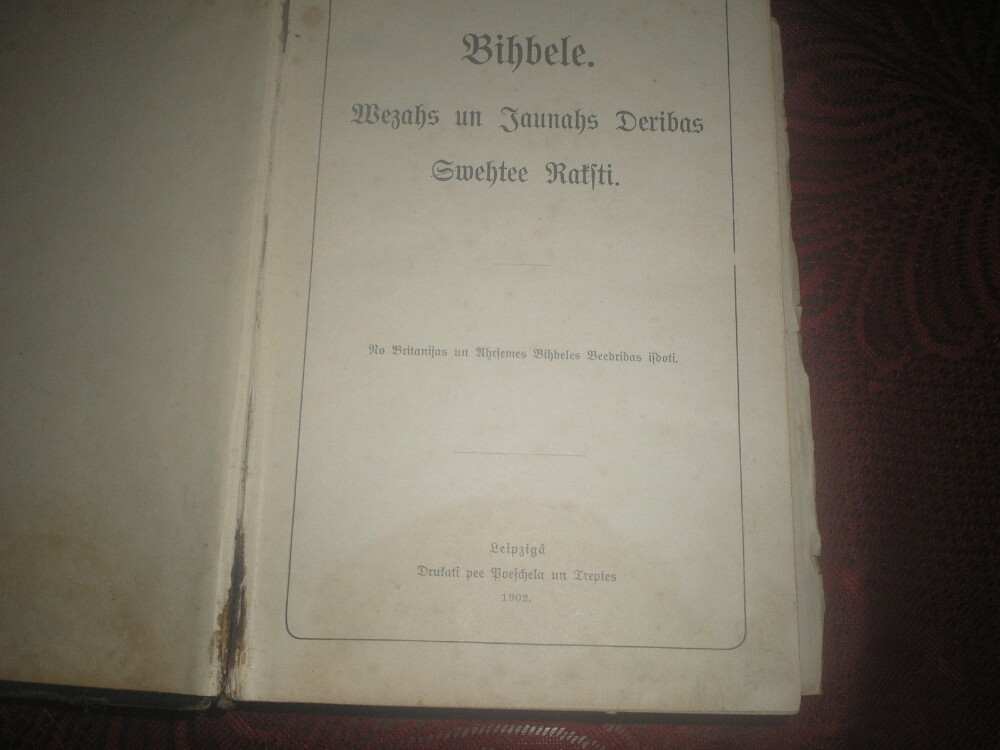 Bihbele.
Wezahs un Jaunahs Deribas
Swehtee Rakſti.
No Britanijas un Ahrſemes Bihbeles Beedribas iſdoti.
Leipzigâ
Drukati pee Poeſchela un Treptes
1902.